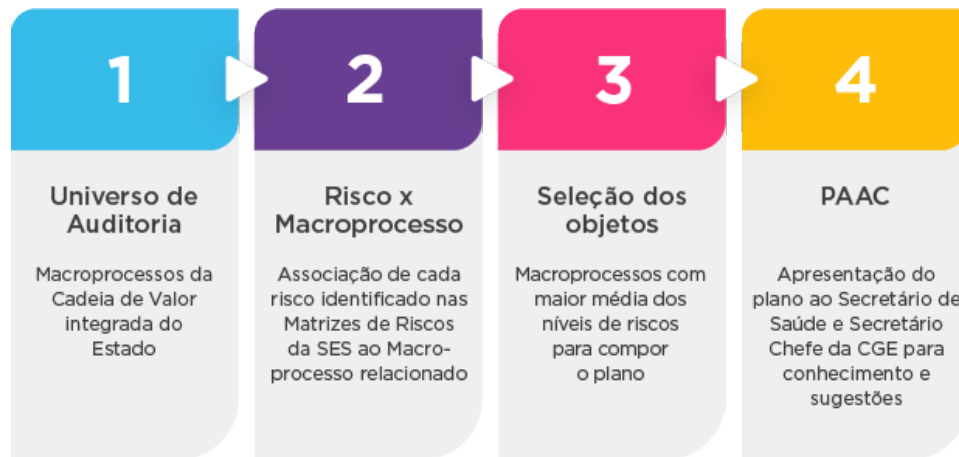 1
Universo de
Auditoria
Macroprocessos da
Cadeia de Valor
integrada do
Estado
2
Risco x
Macroprocesso
Associação de cada
risco identificado nas
Matrizes de Riscos
da SES ao Macro-
processo relacionado
3
Seleção dos
objetos
Macroprocessos com
maior média dos
níveis de riscos
para compor
o plano
4
PAAC
Apresentação do
plano ao Secretário de
Saúde e Secretário
Chefe da CGE para
conhecimento e
sugestões